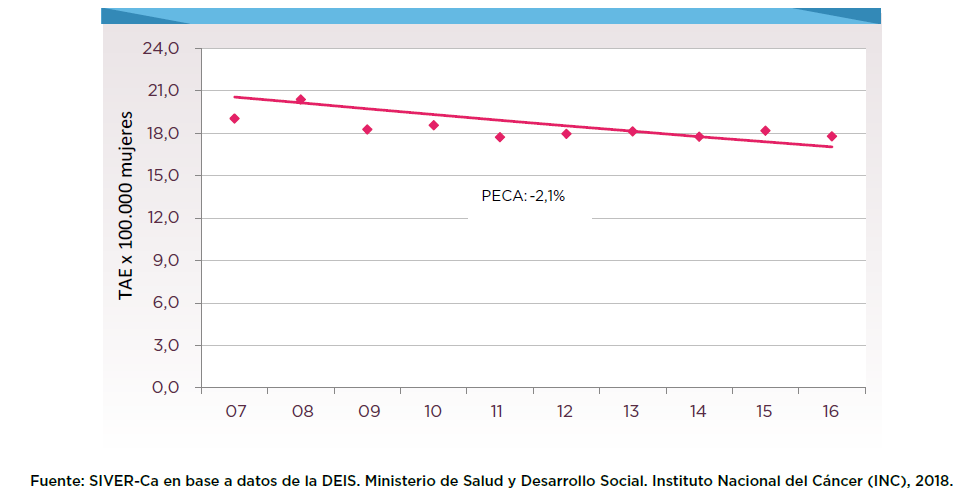 24,0
21,0
18,0
15,0
12,0
9,0
6,0
3,0
0,0
TAE x 100.000 mujeres
PECA: -2,1%
07 08 09 10 11 12 13 14 15 16
Fuente: SIVER-Ca en base a datos de la DEIS. Ministerio de Salud y Desarrollo Social. Instituto Nacional del Cáncer (INC), 2018.